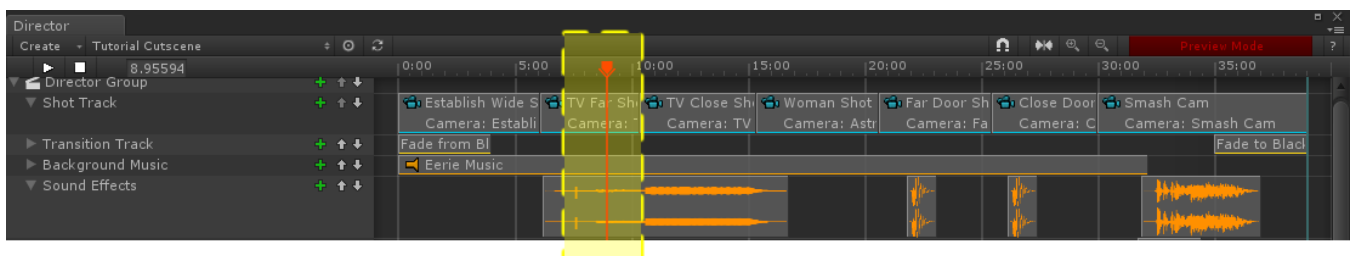 Director
Create Tutorial Cutscene Preview Mode ?
8.95594 0:00 5:00 10:00 15:00 20:00 25:00 30:00 35:00
Director Group
Shot Track Establish Wide S TV Far Sh TV Close Sh Woman Shot Far Door Sh Close Door Smash Cam
Camera: Establi Camera: T Camera: TV Camera: Astr Camera: Fa Camera: C Camera: Smash Cam
Transition Track Fade from Bl Fade to Black
Background Music Eerie Music
Sound Effects